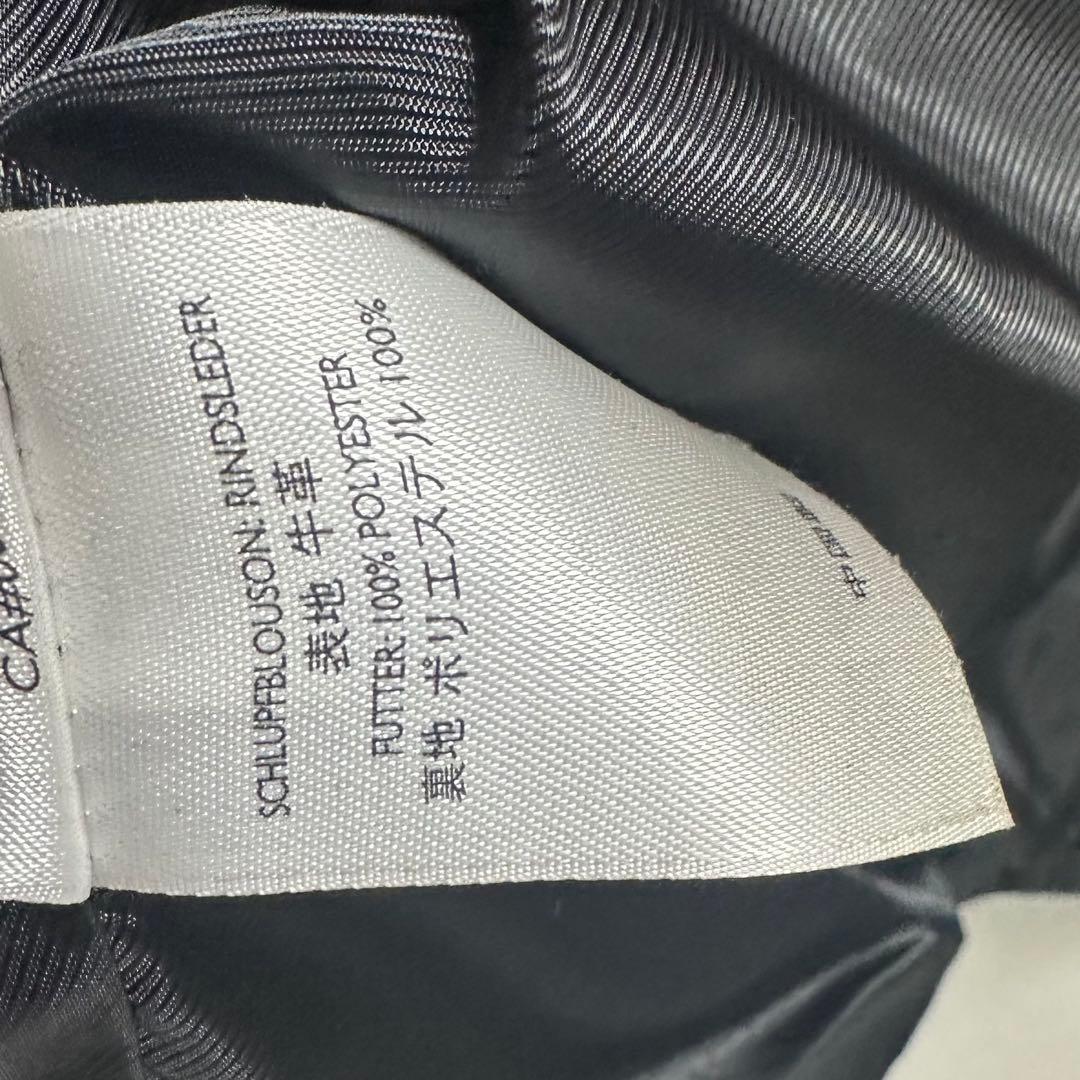 SCHLUPFBLOUSON: RINDSLEDER
表地 牛革
FUTTER: 100% POLYESTER
裏地 ポリエステル 100%